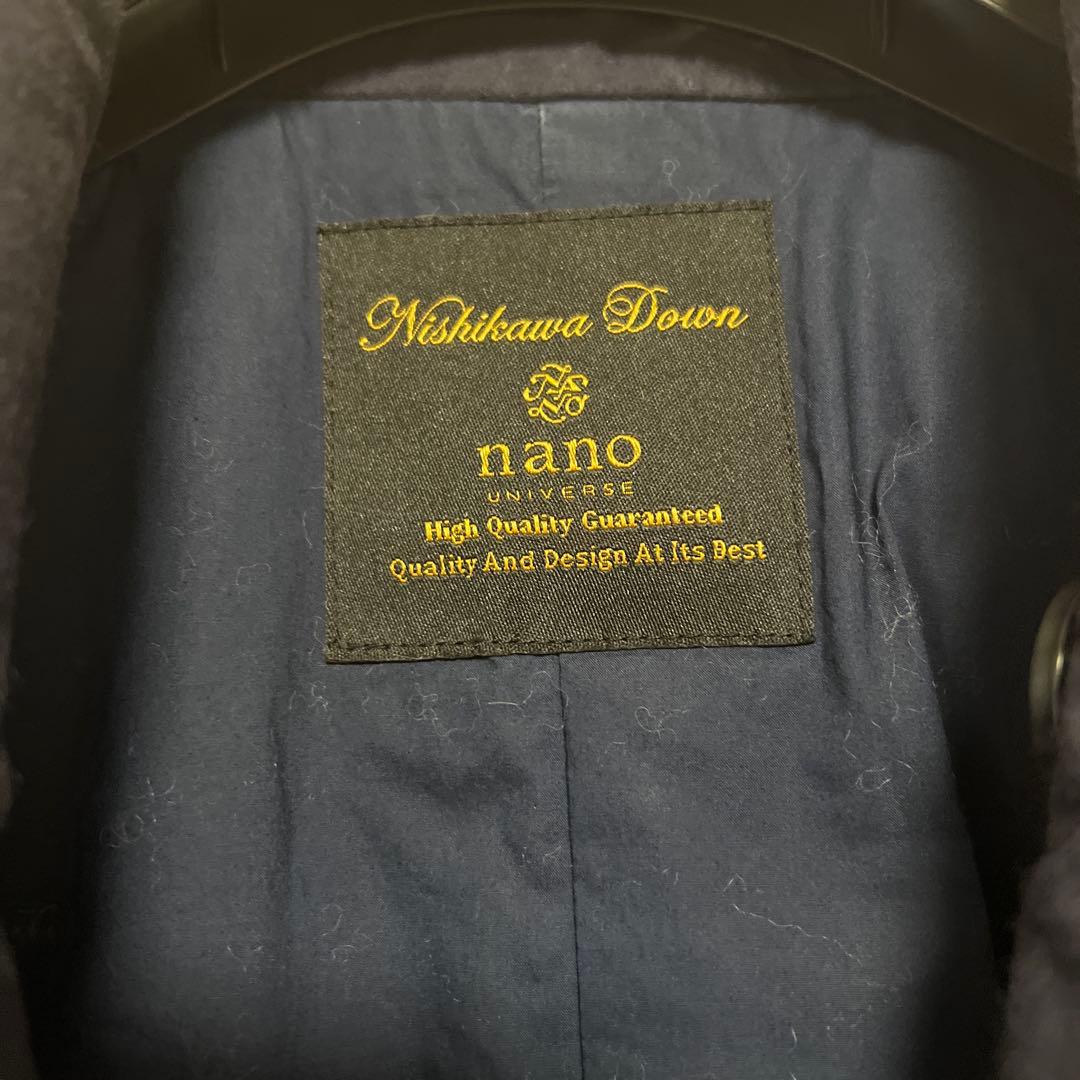 Nishikawa Down
nano
UNIVERSE
High Quality Guaranteed
Quality And Design At Its Best